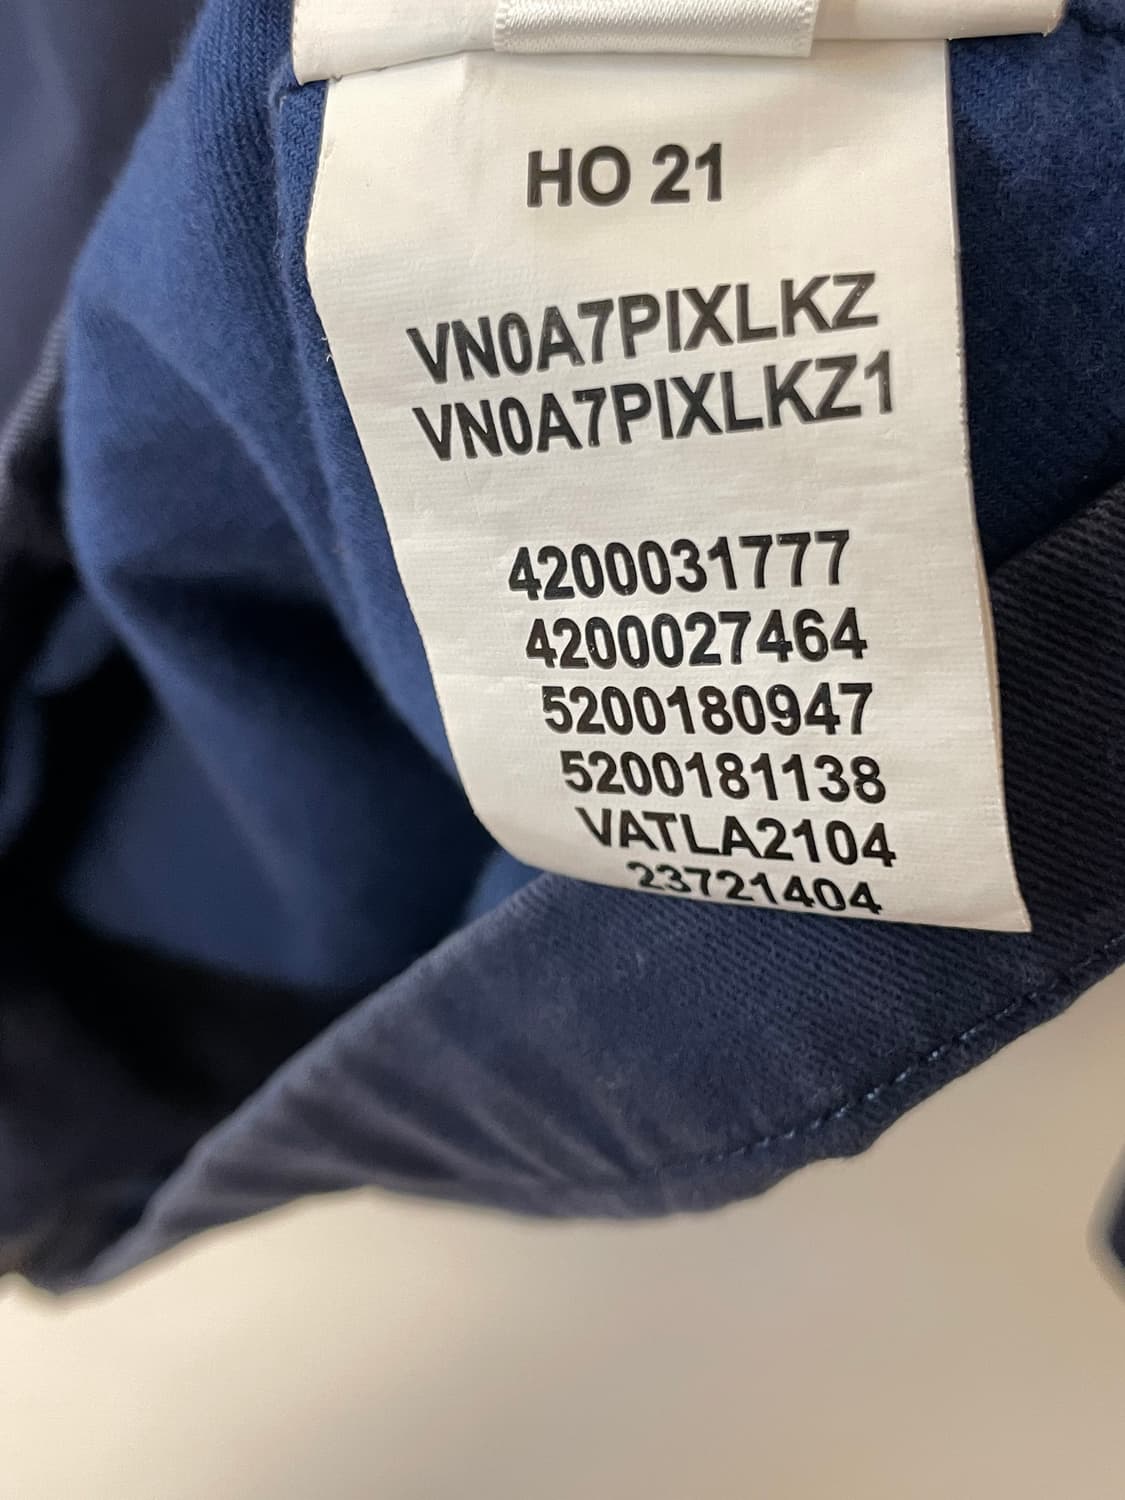 HO 21
VN0A7PIXLKZ
VN0A7PIXLKZ1
4200031777
4200027464
5200180947
5200181138
VATLA2104
23721404